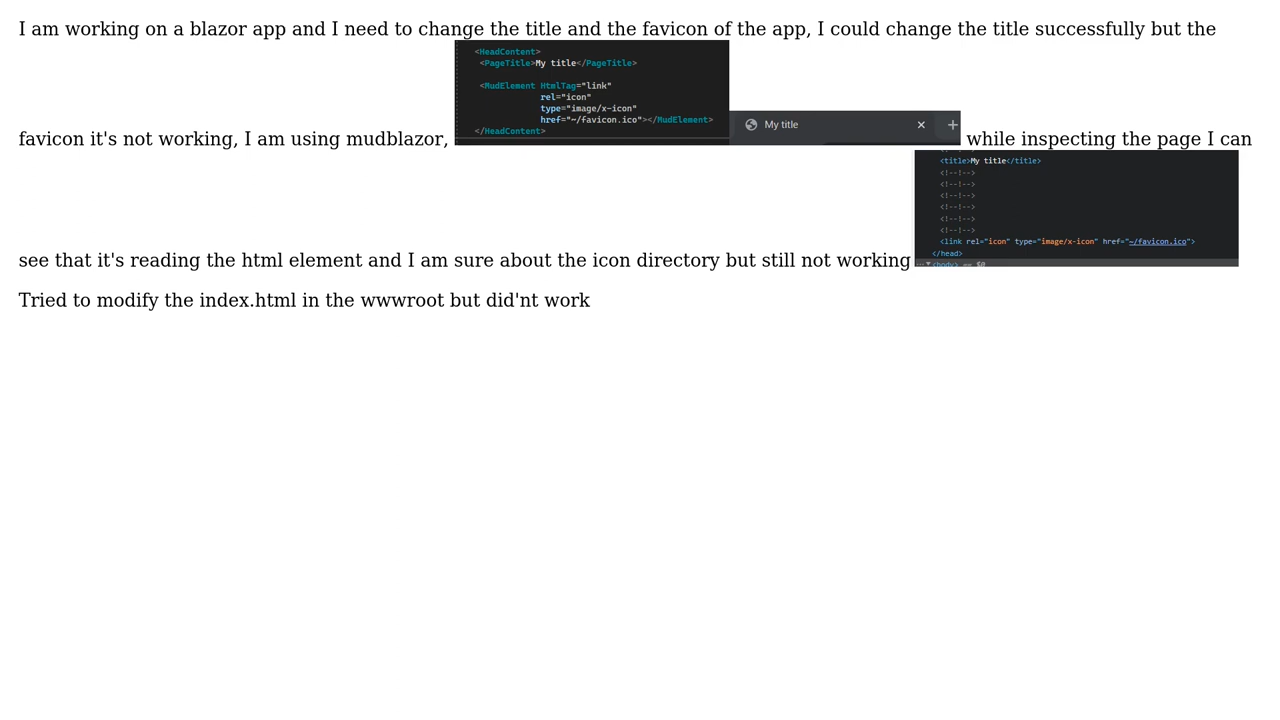 I am working on a blazor app and I need to change the title and the favicon of the app, I could change the title successfully but the
<HeadContent>
<PageTitle>My title</PageTitle>
<MudElement HtmlTag="link"
rel="icon"
type="image/x-icon"
href="~/favicon.ico"></MudElement>
</HeadContent>
My title
favicon it's not working, I am using mudblazor, while inspecting the page I can
<title>My title</title>
<!--!-->
<!--!-->
<!--!-->
<!--!-->
<!--!-->
<!--!-->
<link rel="icon" type="image/x-icon" href="~/favicon.ico">
</head>
<body> == $0
see that it's reading the html element and I am sure about the icon directory but still not working
Tried to modify the index.html in the wwwroot but did'nt work